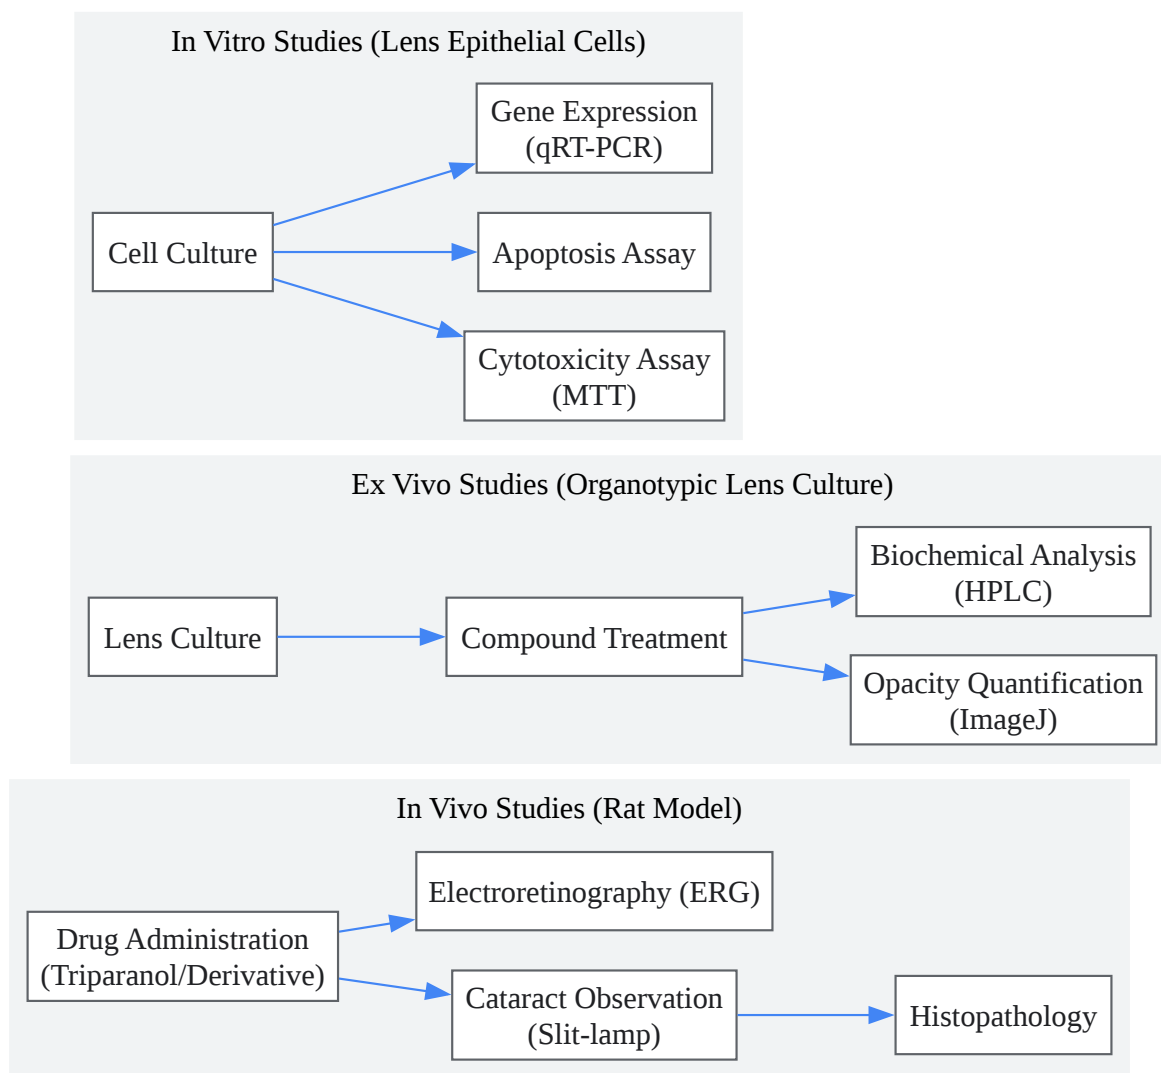 In Vitro Studies (Lens Epithelial Cells)
Gene Expression
(qRT-PCR)
Cell Culture
Apoptosis Assay
Cytotoxicity Assay
(MTT)
Ex Vivo Studies (Organotypic Lens Culture)
Biochemical Analysis
(HPLC)
Lens Culture
Compound Treatment
Opacity Quantification
(ImageJ)
In Vivo Studies (Rat Model)
Electroretinography (ERG)
Drug Administration
(Triparanol/Derivative)
Cataract Observation
(Slit-lamp)
Histopathology